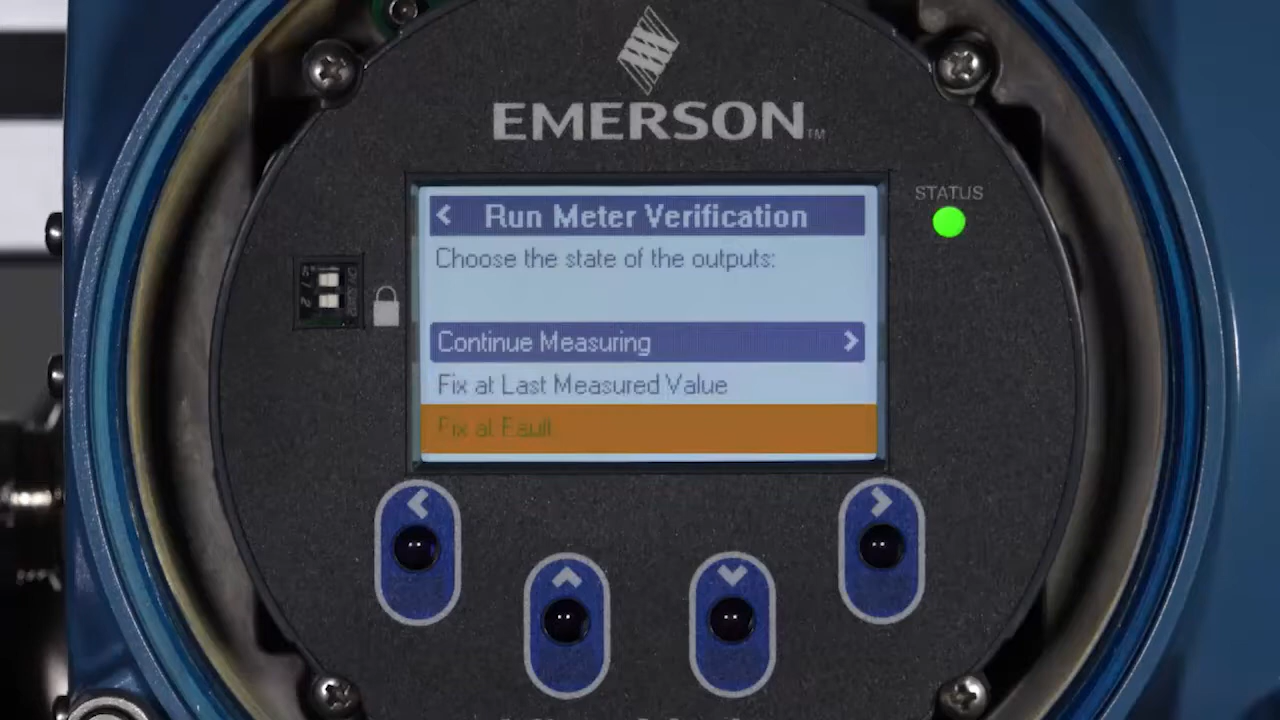 EMERSON™
STATUS
Run Meter Verification
Choose the state of the outputs:
Continue Measuring
Fix at Last Measured Value
Fix at Fault